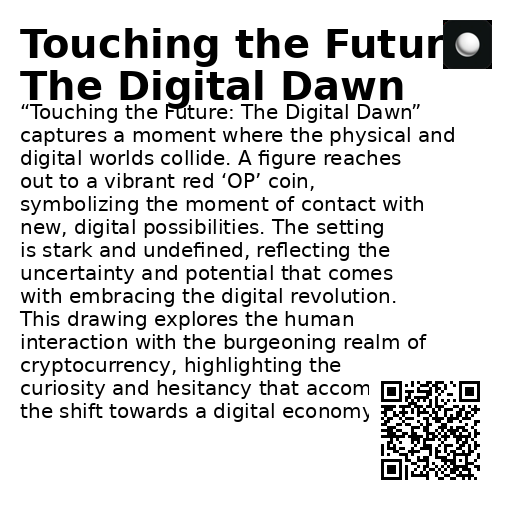 Touching the Futur
The Digital Dawn
“Touching the Future: The Digital Dawn”
captures a moment where the physical and
digital worlds collide. A figure reaches
out to a vibrant red ‘OP’ coin,
symbolizing the moment of contact with
new, digital possibilities. The setting
is stark and undefined, reflecting the
uncertainty and potential that comes
with embracing the digital revolution.
This drawing explores the human
interaction with the burgeoning realm of
cryptocurrency, highlighting the
curiosity and hesitancy that accom
the shift towards a digital economy